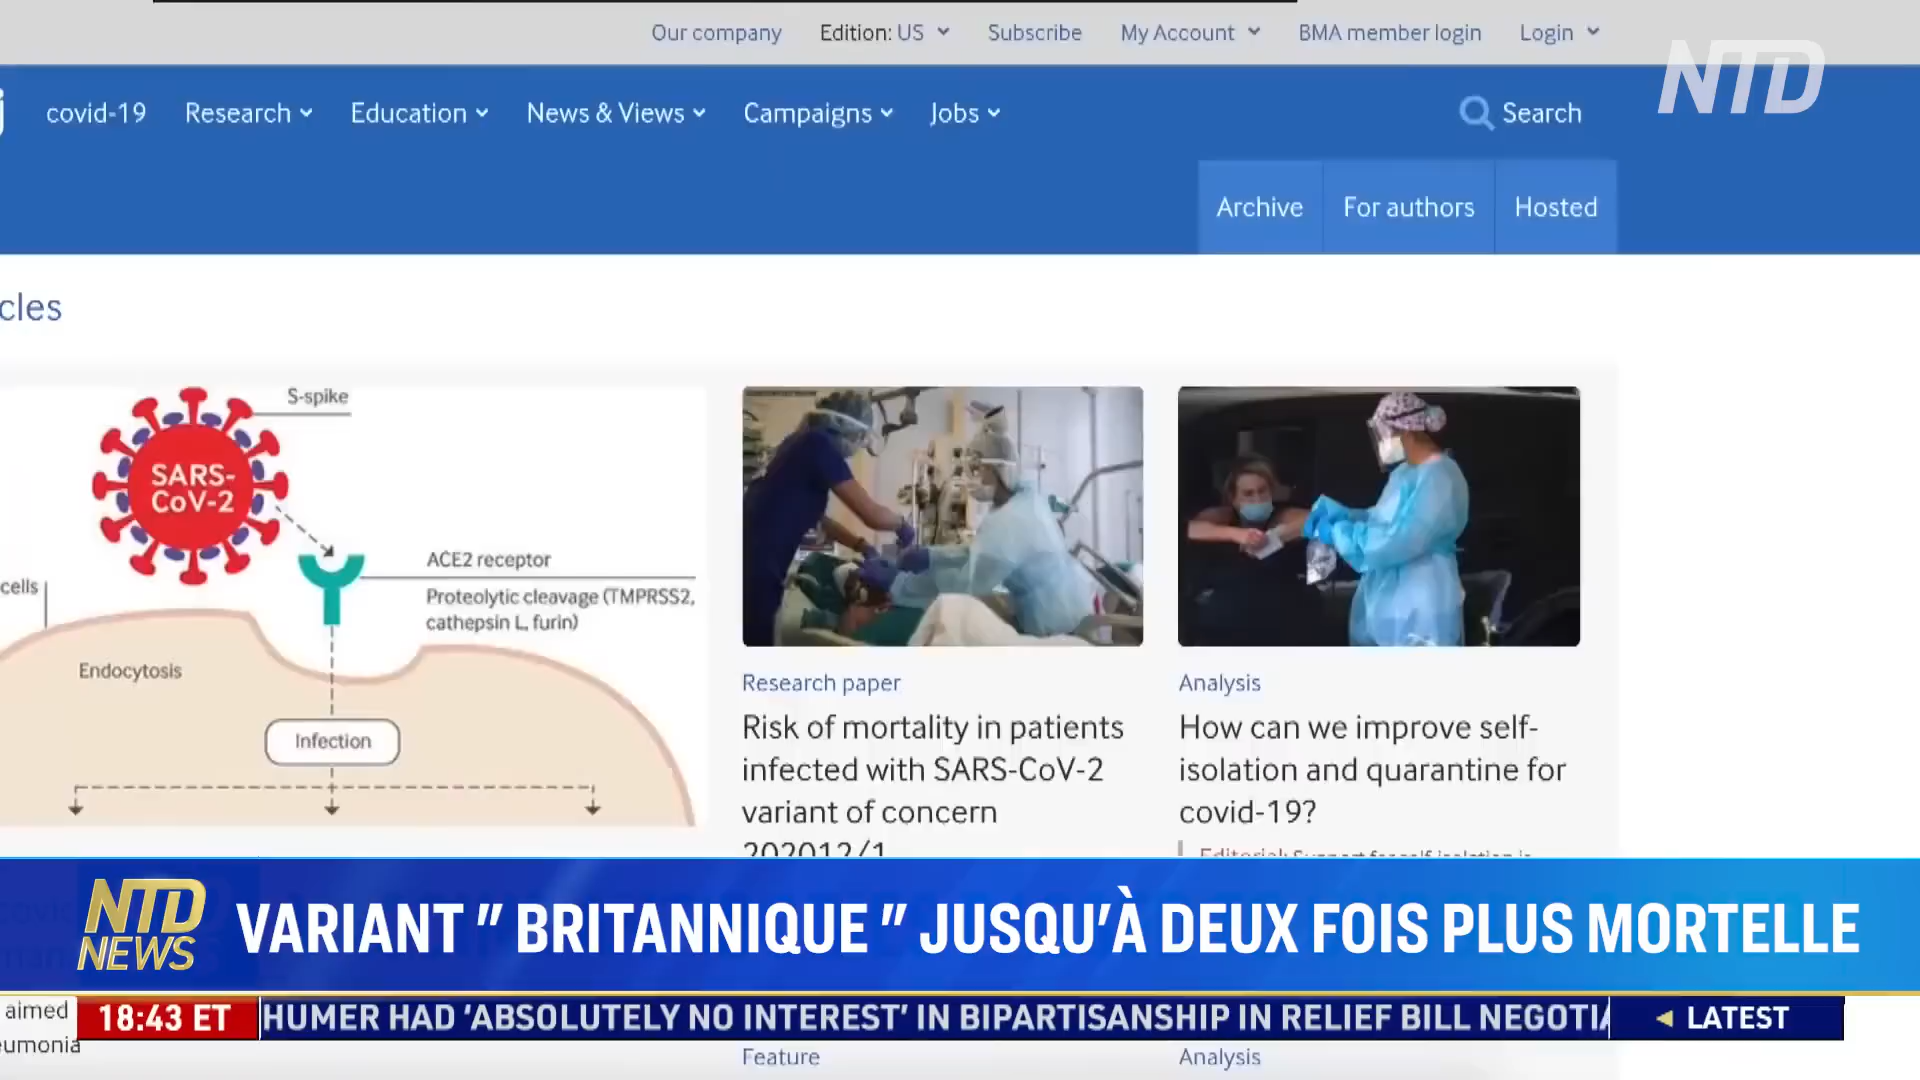 Our company Edition: US Subscribe My Account BMA member login Login
NTD
covid-19 Research Education News & Views Campaigns Jobs Search
Archive For authors Hosted
cles
S-spike
SARS-
CoV-2
ACE2 receptor
cells
Proteolytic cleavage (TMPRSS2,
cathepsin L, furin)
Endocytosis
Infection
Research paper
Risk of mortality in patients
infected with SARS-CoV-2
variant of concern
202012/1
Analysis
How can we improve self-
isolation and quarantine for
covid-19?
NTD
NEWS
VARIANT " BRITANNIQUE " JUSQU'À DEUX FOIS PLUS MORTELLE
aimed
18:43 ET
HUMER HAD 'ABSOLUTELY NO INTEREST' IN BIPARTISANSHIP IN RELIEF BILL NEGOTIA
LATEST
eumonia
Feature
Analysis